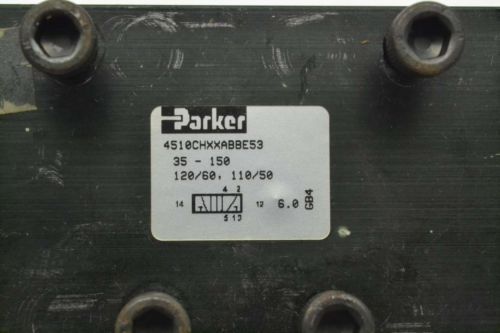 Parker
4510CHXXABBE53
35 - 150
120/60, 110/50
4 2
14 12 6.0 GB4
5 1 3